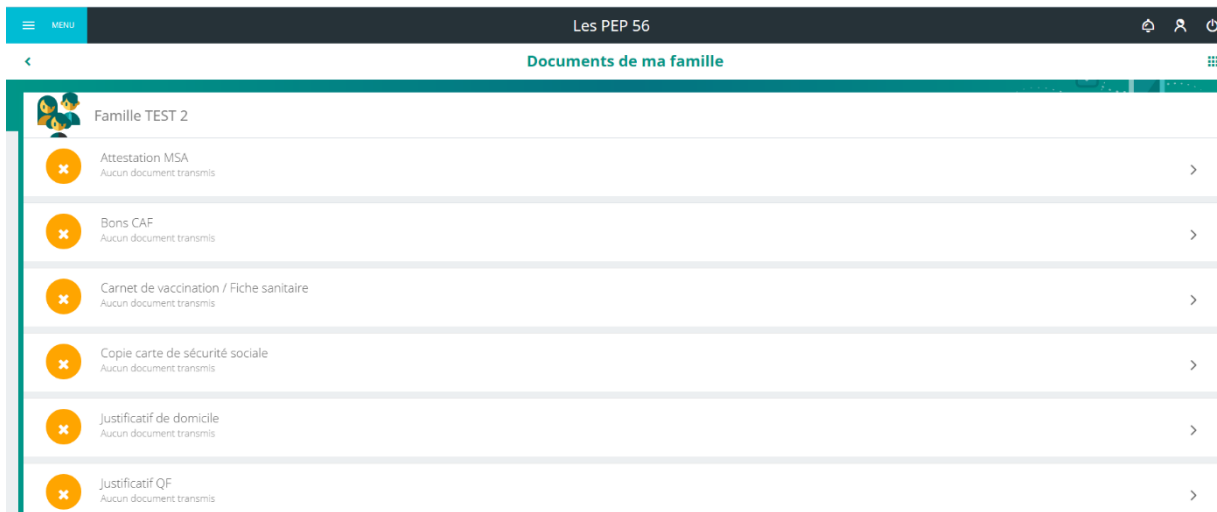 MENU
Les PEP 56
Documents de ma famille
Famille TEST 2
Attestation MSA
Aucun document transmis
Bons CAF
Aucun document transmis
Carnet de vaccination / Fiche sanitaire
Aucun document transmis
Copie carte de sécurité sociale
Aucun document transmis
Justificatif de domicile
Aucun document transmis
Justificatif QF
Aucun document transmis